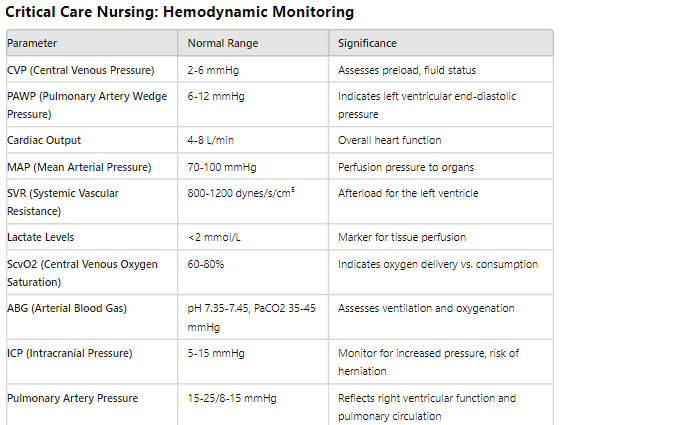 Critical Care Nursing: Hemodynamic Monitoring
Parameter Normal Range Significance
CVP (Central Venous Pressure) 2-6 mmHg Assesses preload, fluid status
PAWP (Pulmonary Artery Wedge Pressure) 6-12 mmHg Indicates left ventricular end-diastolic pressure
Cardiac Output 4-8 L/min Overall heart function
MAP (Mean Arterial Pressure) 70-100 mmHg Perfusion pressure to organs
SVR (Systemic Vascular Resistance) 800-1200 dynes/s/cm⁵ Afterload for the left ventricle
Lactate Levels <2 mmol/L Marker for tissue perfusion
ScvO2 (Central Venous Oxygen Saturation) 60-80% Indicates oxygen delivery vs. consumption
ABG (Arterial Blood Gas) pH 7.35-7.45, PaCO2 35-45 mmHg Assesses ventilation and oxygenation
ICP (Intracranial Pressure) 5-15 mmHg Monitor for increased pressure, risk of herniation
Pulmonary Artery Pressure 15-25/8-15 mmHg Reflects right ventricular function and pulmonary circulation